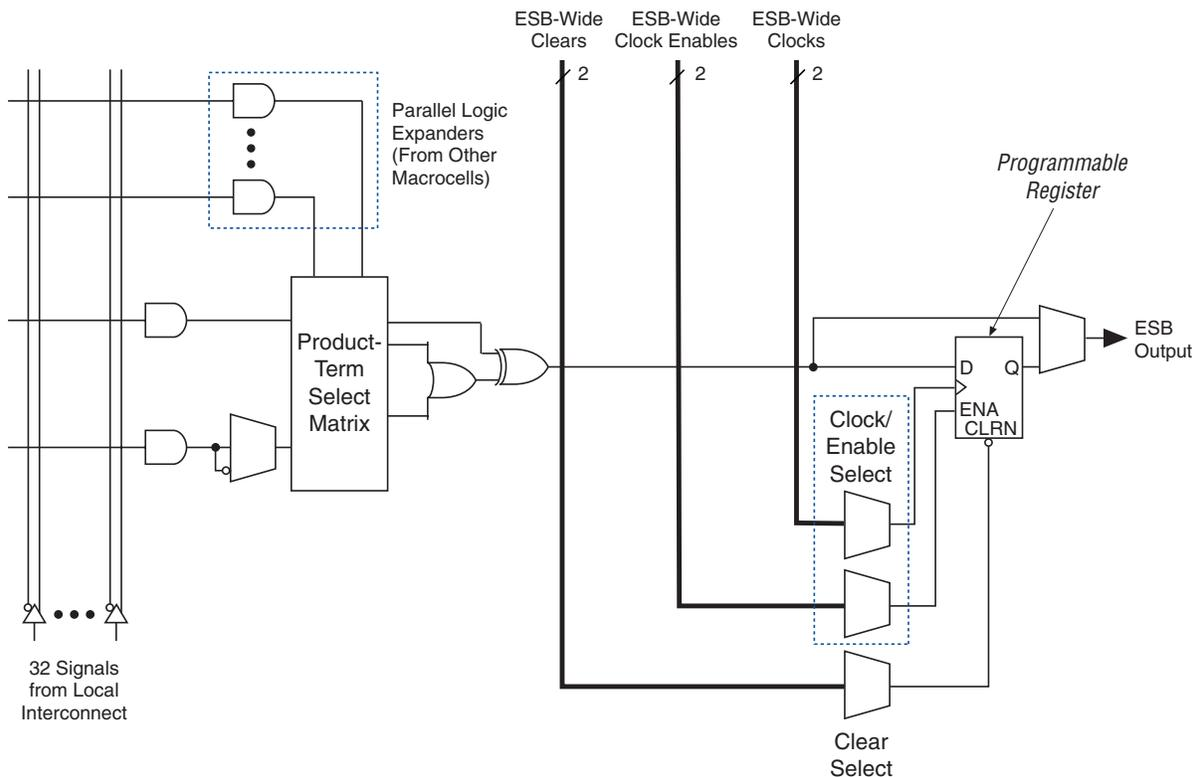 ESB-Wide
Clears
ESB-Wide
Clock Enables
ESB-Wide
Clocks
2
2
2
Parallel Logic
Expanders
(From Other
Macrocells)
Programmable
Register
Product-
Term
Select
Matrix
ESB
Output
D
Q
ENA
CLRN
Clock/
Enable
Select
32 Signals
from Local
Interconnect
Clear
Select